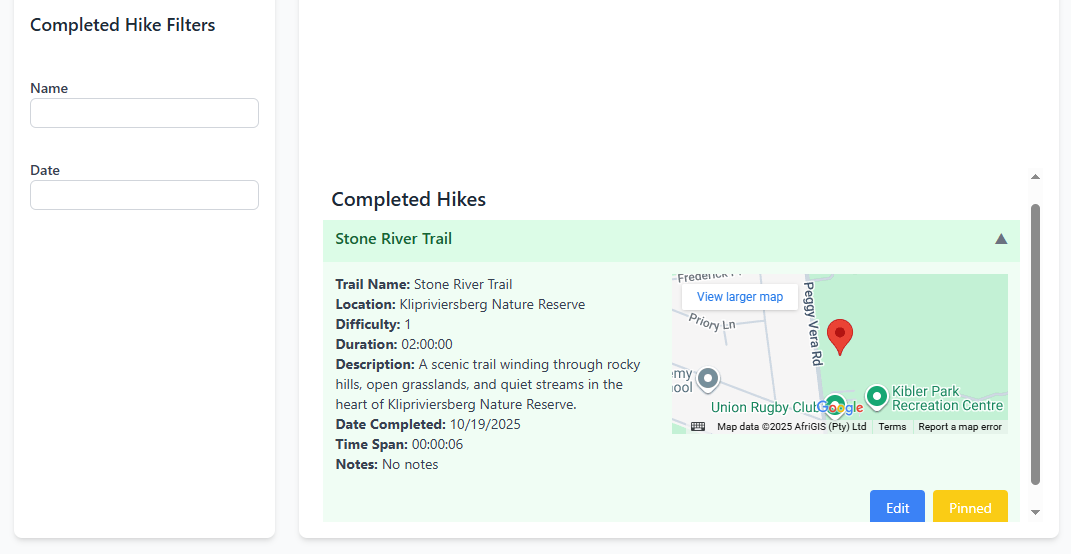 Completed Hike Filters
Name
Date
Completed Hikes
Stone River Trail
Trail Name: Stone River Trail
Location: Klipriviersberg Nature Reserve
Difficulty: 1
Duration: 02:00:00
Description: A scenic trail winding through rocky
hills, open grasslands, and quiet streams in the
heart of Klipriviersberg Nature Reserve.
Date Completed: 10/19/2025
Time Span: 00:00:06
Notes: No notes
View larger map
Priory Ln
Peggy Vera Rd
Union Rugby Club
Google
Kibler Park
Recreation Centre
Map data ©2025 AfriGIS (Pty) Ltd
Terms
Report a map error
Edit
Pinned